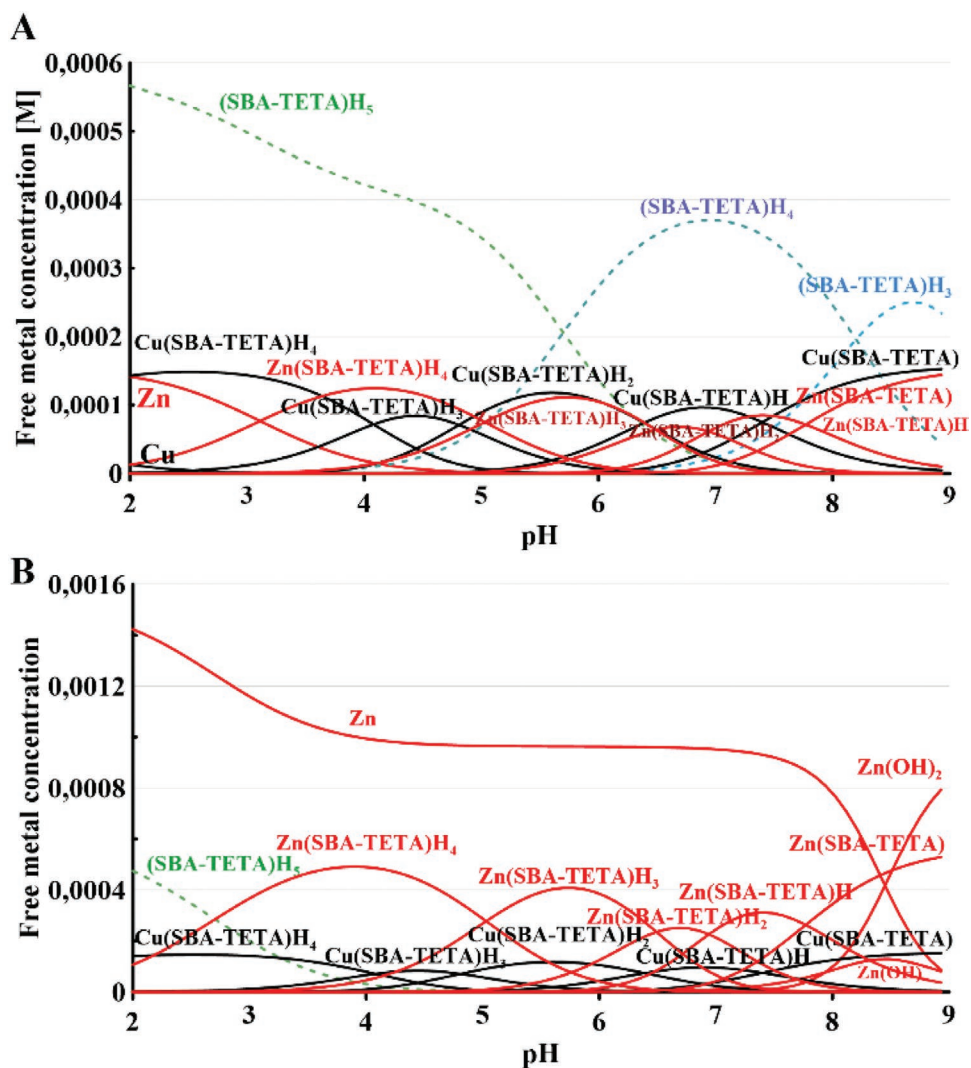 A
Free metal concentration [M]
0,0006
0,0005
0,0004
0,0003
0,0002
0,0001
0
(SBA-TETA)H5
(SBA-TETA)H4
(SBA-TETA)H3
Cu(SBA-TETA)H4
Zn(SBA-TETA)H4
Cu(SBA-TETA)H2
Cu(SBA-TETA)
Zn
Cu(SBA-TETA)H3
Zn(SBA-TETA)H3
Cu(SBA-TETA)H
Zn(SBA-TETA)
Zn(SBA-TETA)H2
Zn(SBA-TETA)H
Cu
2 3 4 5 6 7 8 9
pH
B
Free metal concentration
0,0016
0,0012
0,0008
0,0004
0
Zn
Zn(OH)2
(SBA-TETA)H5
Zn(SBA-TETA)H4
Zn(SBA-TETA)
Zn(SBA-TETA)H3
Zn(SBA-TETA)H
Zn(SBA-TETA)H2
Cu(SBA-TETA)H4
Cu(SBA-TETA)H2
Cu(SBA-TETA)
Cu(SBA-TETA)H3
Cu(SBA-TETA)H
Zn(OH)
2 3 4 5 6 7 8 9
pH